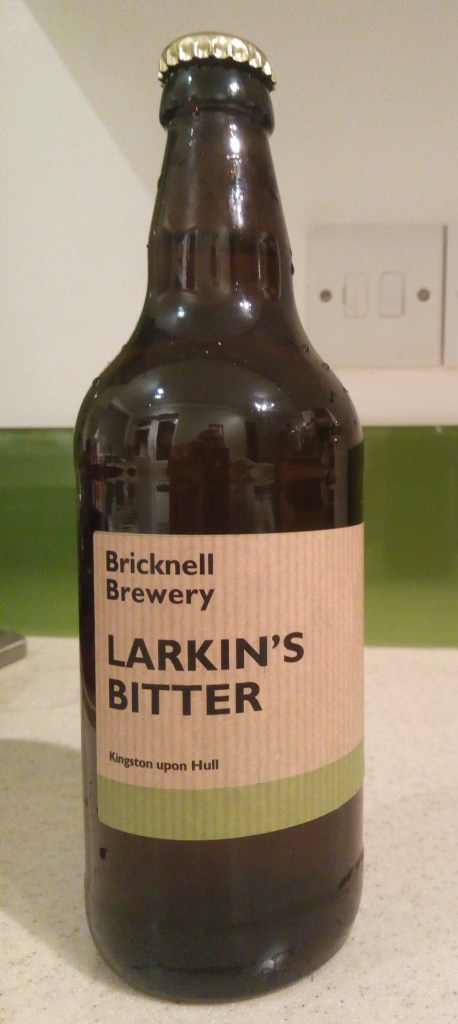 Bricknell
Brewery
LARKIN'S
BITTER
Kingston upon Hull